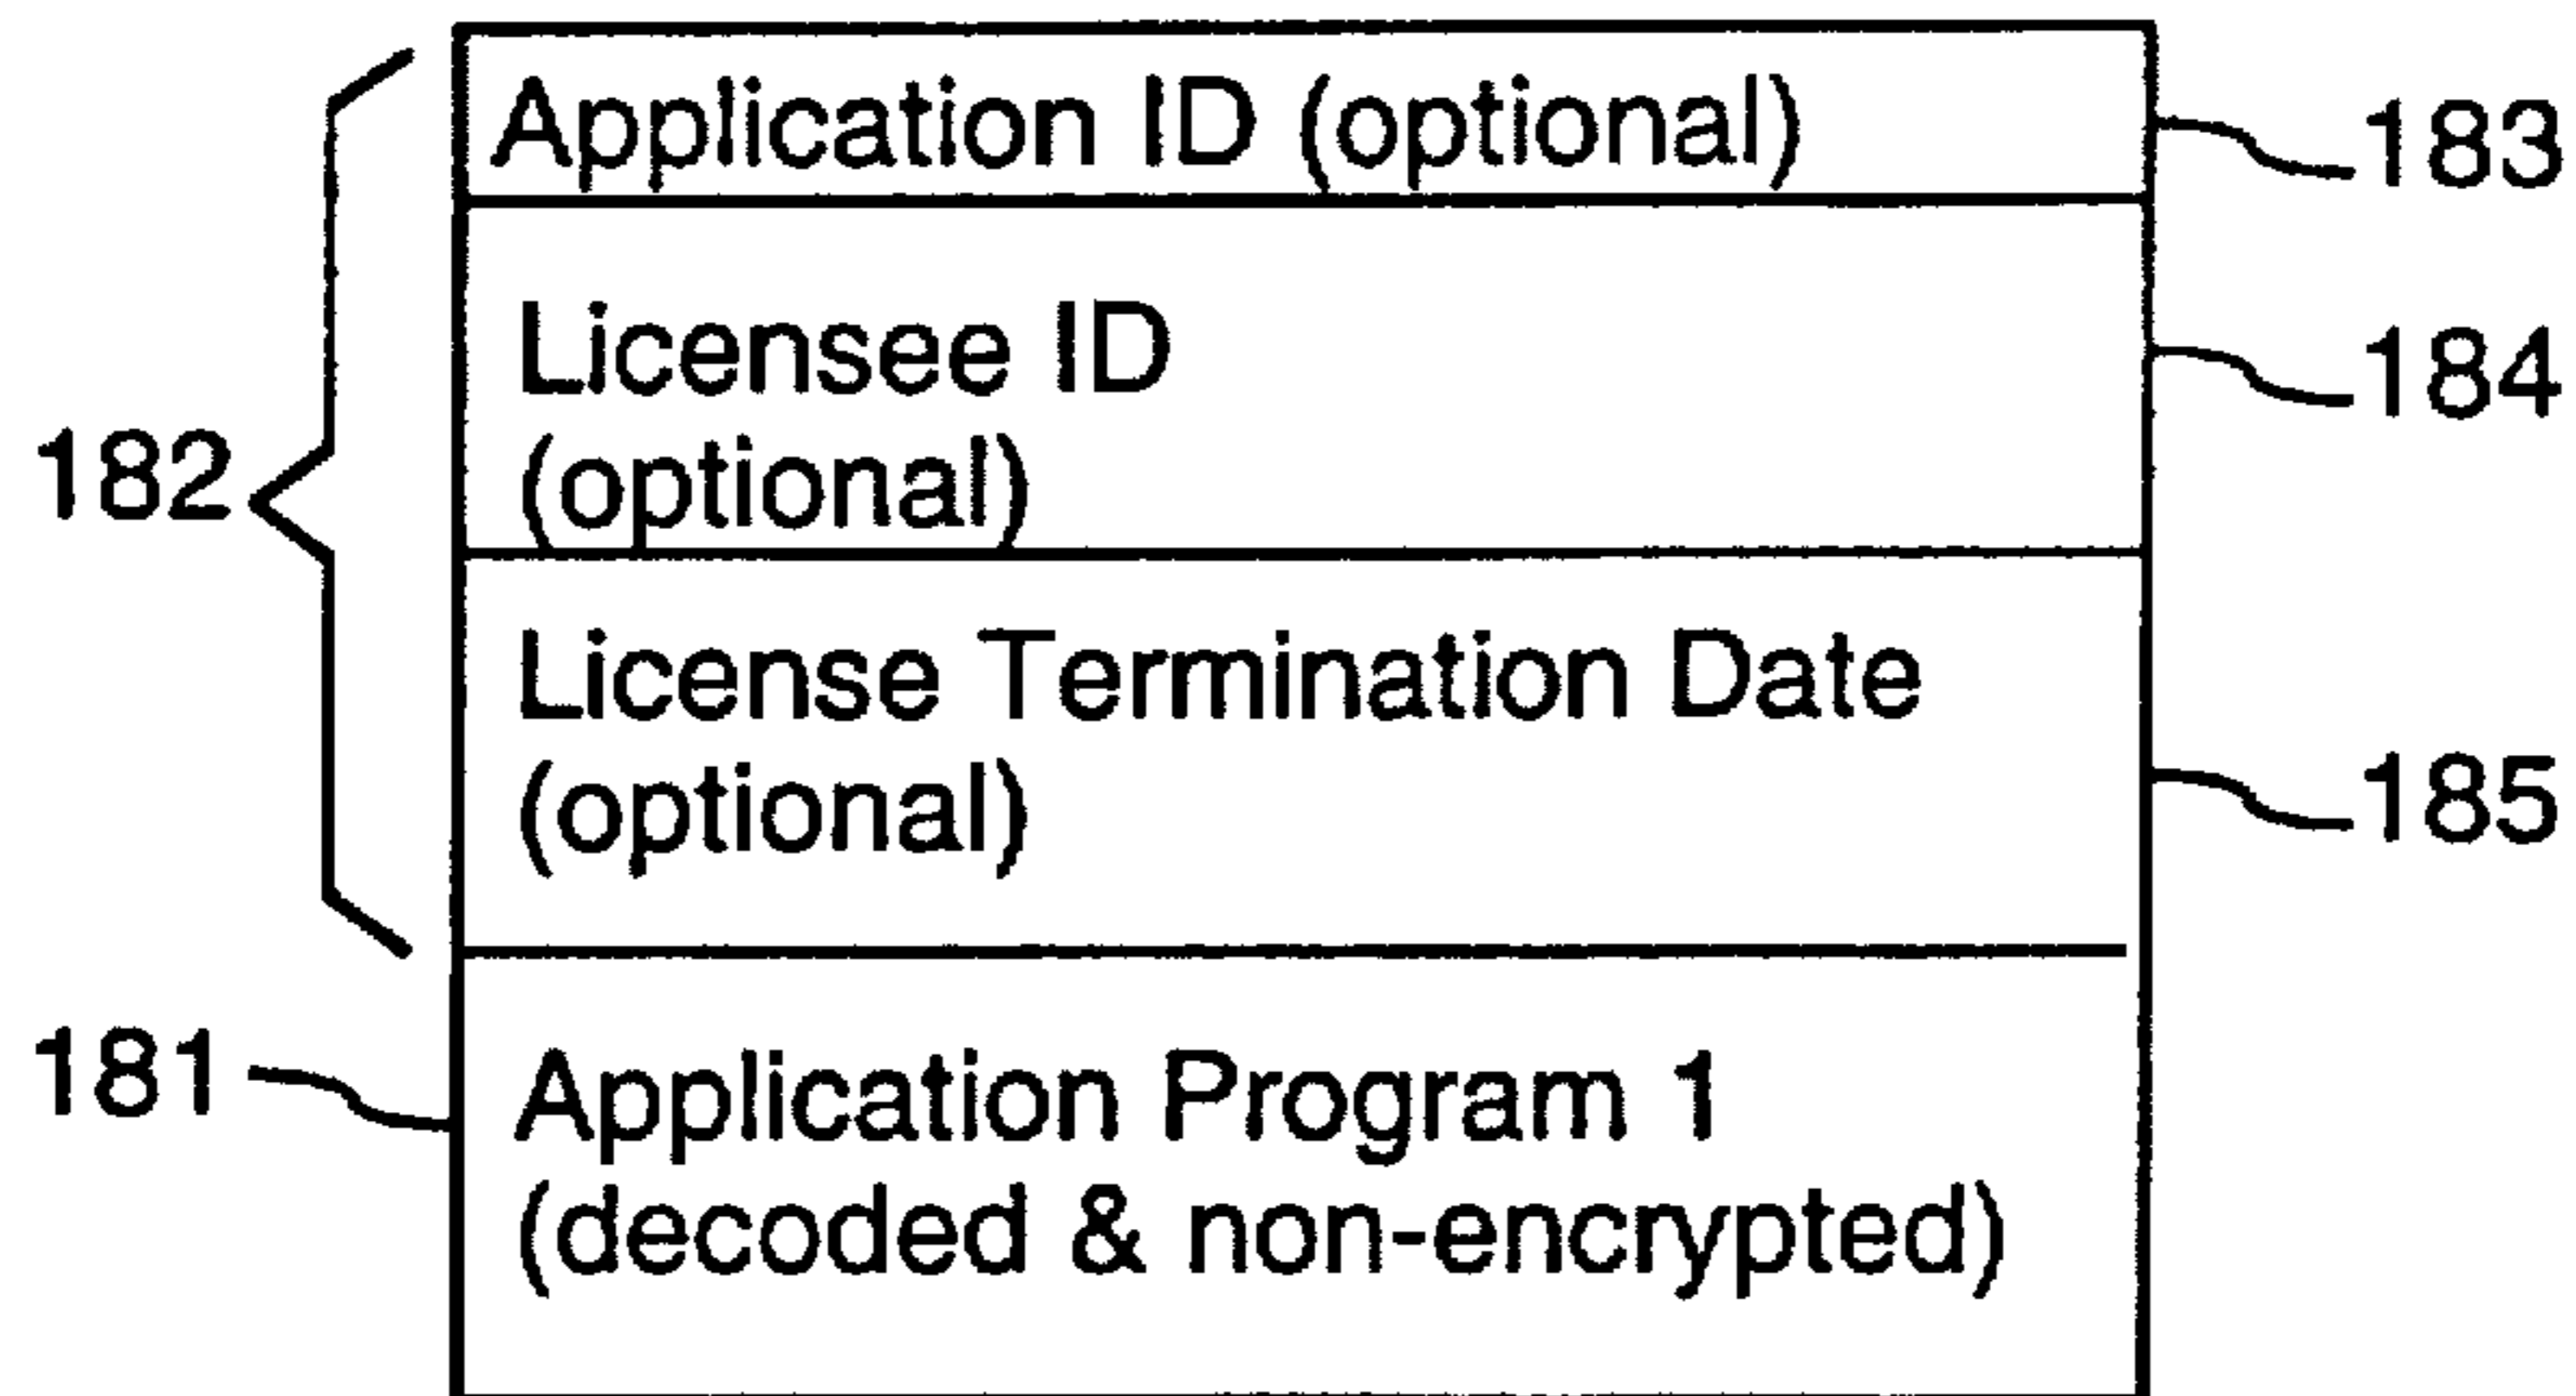 Application ID (optional)
183
Licensee ID
(optional)
184
182
License Termination Date
(optional)
185
181
Application Program 1
(decoded & non-encrypted)